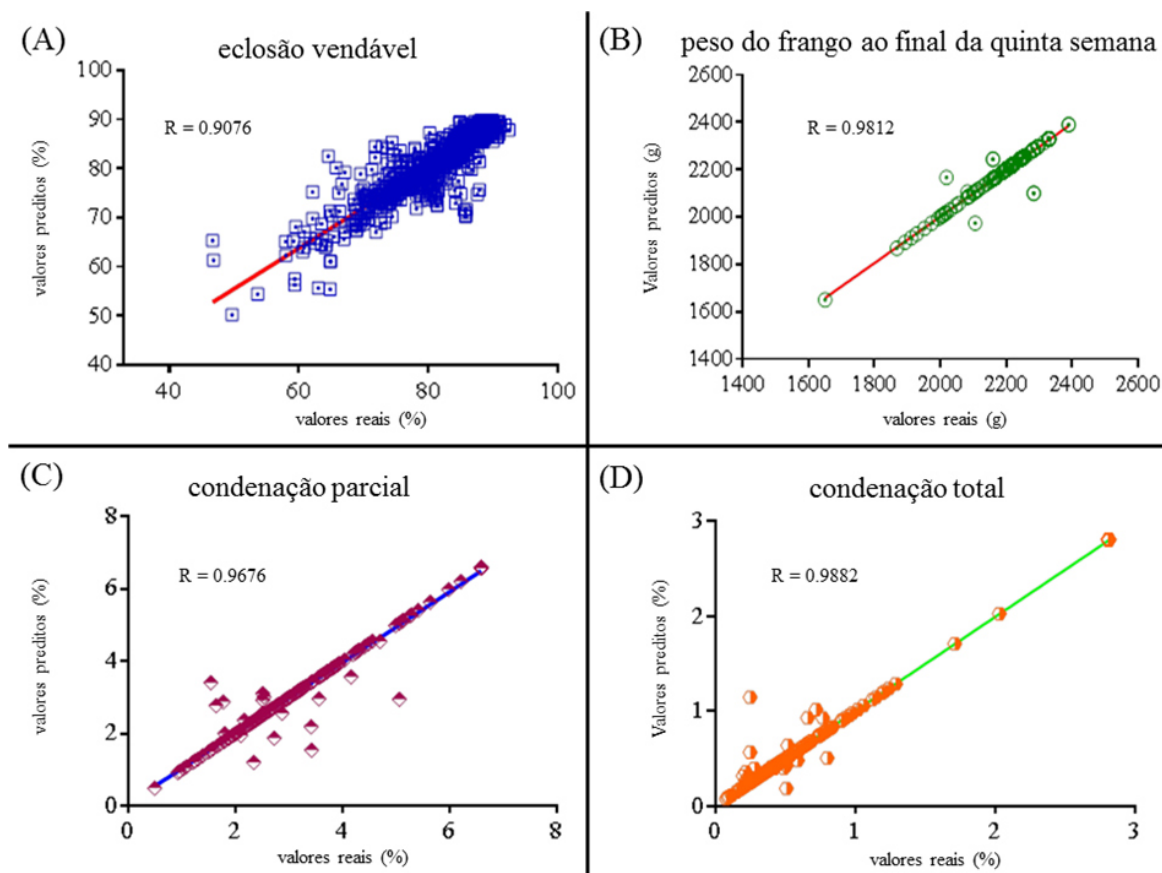 (A)
eclosão vendável
R = 0.9076
valores preditos (%)
100
90
80
70
60
50
40
40
60
80
100
valores reais (%)
(B)
peso do frango ao final da quinta semana
R = 0.9812
Valores preditos (g)
2600
2400
2200
2000
1800
1600
1400
1400 1600 1800 2000 2200 2400 2600
valores reais (g)
(C)
condenação parcial
R = 0.9676
valores preditos (%)
8
6
4
2
0
0 2 4 6 8
valores reais (%)
(D)
condenação total
R = 0.9882
Valores preditos (%)
3
2
1
0
0 1 2 3
valores reais (%)